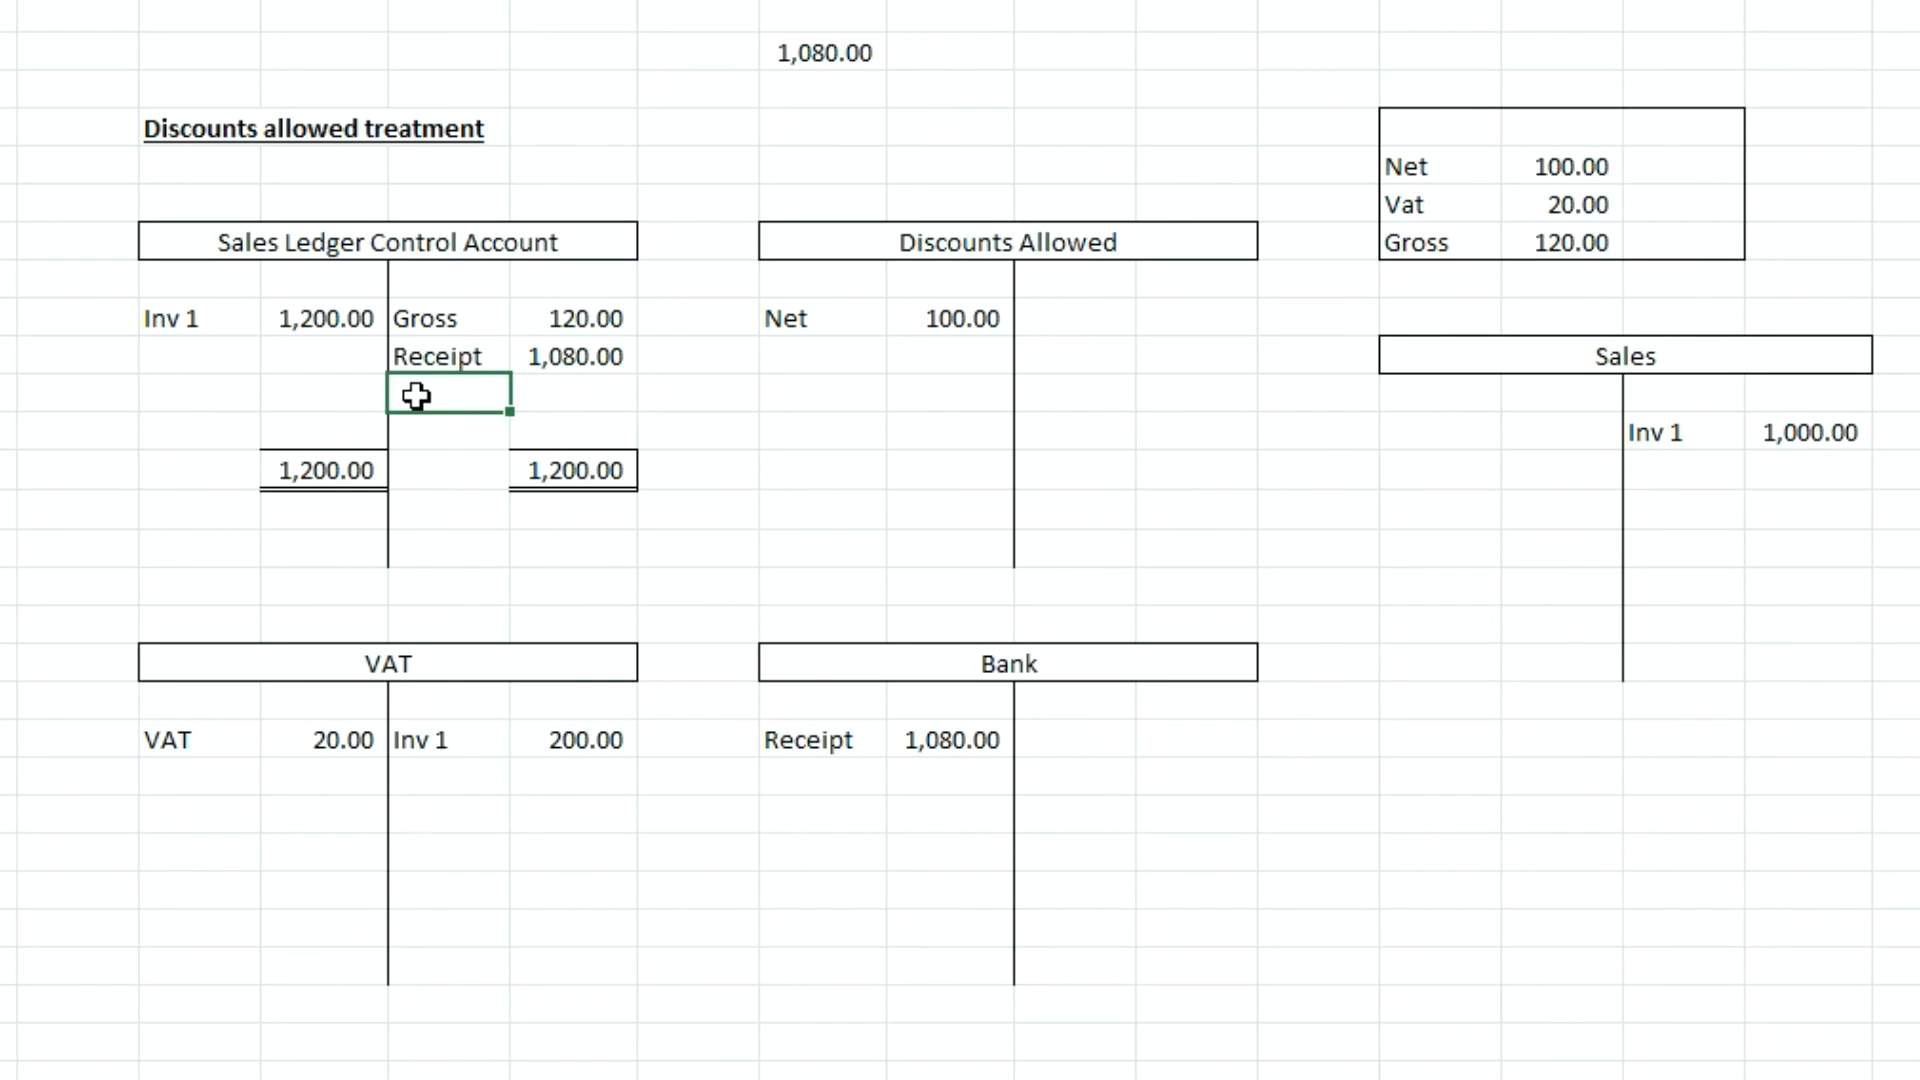 1,080.00
Discounts allowed treatment
Net 100.00
Vat 20.00
Gross 120.00
Sales Ledger Control Account
Inv 1 1,200.00 Gross 120.00
Receipt 1,080.00
1,200.00 1,200.00
Discounts Allowed
Net 100.00
Sales
Inv 1 1,000.00
VAT
VAT 20.00 Inv 1 200.00
Bank
Receipt 1,080.00